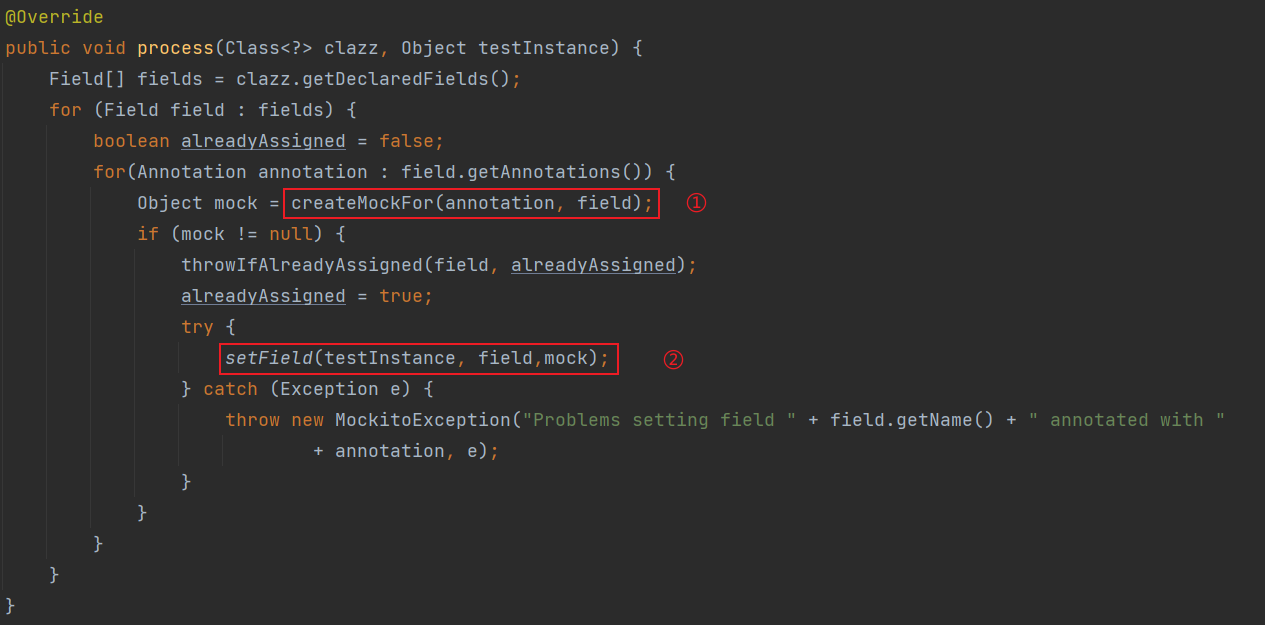 @Override
public void process(Class<?> clazz, Object testInstance) {
Field[] fields = clazz.getDeclaredFields();
for (Field field : fields) {
boolean alreadyAssigned = false;
for(Annotation annotation : field.getAnnotations()) {
Object mock = createMockFor(annotation, field); ①
if (mock != null) {
throwIfAlreadyAssigned(field, alreadyAssigned);
alreadyAssigned = true;
try {
setField(testInstance, field,mock); ②
} catch (Exception e) {
throw new MockitoException("Problems setting field " + field.getName() + " annotated with "
+ annotation, e);
}
}
}
}
}